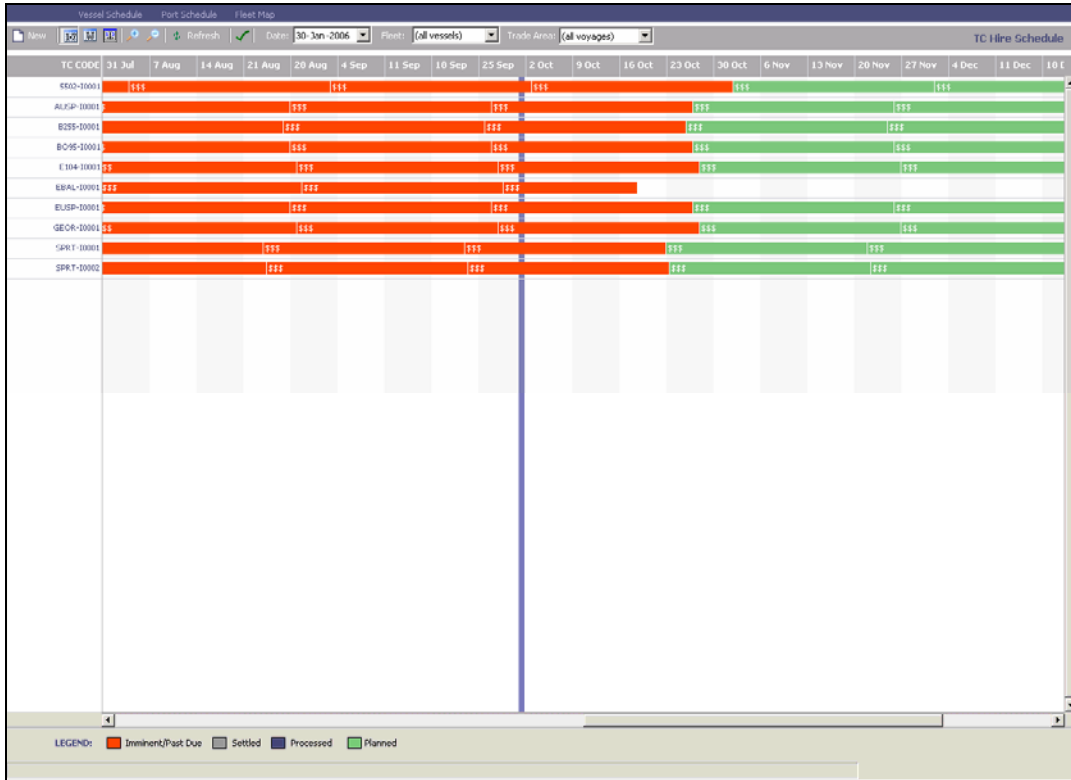 Vessel Schedule Port Schedule Fleet Map
New Refresh Date: 30-Jan-2006 Fleet: (all vessels) Trade Area: (all voyages) TC Hire Schedule
TC CODE 31 Jul 7 Aug 14 Aug 21 Aug 28 Aug 4 Sep 11 Sep 18 Sep 25 Sep 2 Oct 9 Oct 16 Oct 23 Oct 30 Oct 6 Nov 13 Nov 20 Nov 27 Nov 4 Dec 11 Dec 18 D
5502-I0001 $$$ $$$ $$$ $$$ $$$
AUSP-I0001 $$$ $$$ $$$ $$$
B255-I0001 $$$ $$$ $$$ $$$
BO95-I0001 $$$ $$$ $$$ $$$
E104-I0001 $$ $$$ $$$ $$$ $$$
EBAL-I0001 $$$ $$$ $$$
EUSP-I0001 $$$ $$$ $$$ $$$
GEOR-I0001 $$ $$$ $$$ $$$ $$$
SPRT-I0001 $$$ $$$ $$$ $$$
SPRT-I0002 $$$ $$$ $$$ $$$
LEGEND: Imminent/Past Due Settled Processed Planned